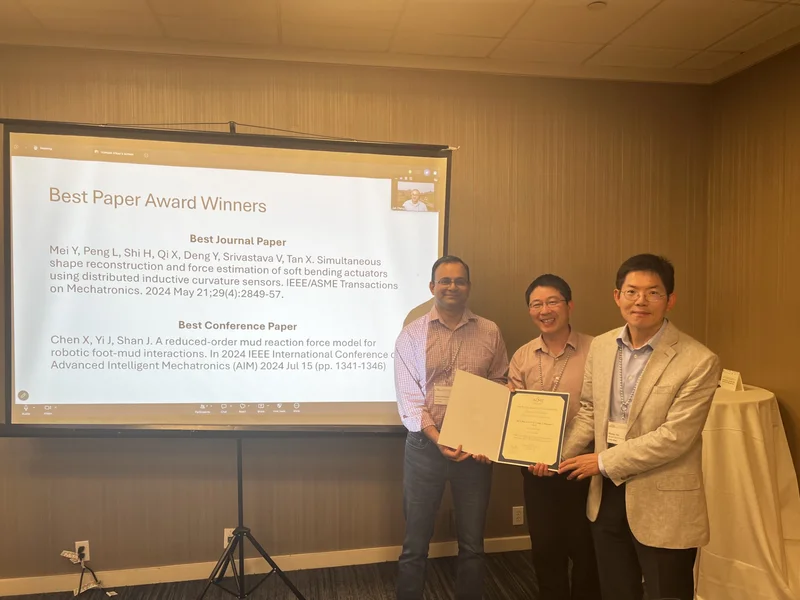 Best Paper Award Winners
Best Journal Paper
Mei Y, Peng L, Shi H, Qi X, Deng Y, Srivastava V, Tan X. Simultaneous
shape reconstruction and force estimation of soft bending actuators
using distributed inductive curvature sensors. IEEE/ASME Transactions
on Mechatronics. 2024 May 21;29(4):2849-57.
Best Conference Paper
Chen X, Yi J, Shan J. A reduced-order mud reaction force model for
robotic foot-mud interactions. In 2024 IEEE International Conference
Advanced Intelligent Mechatronics (AIM) 2024 Jul 15 (pp. 1341-1346)